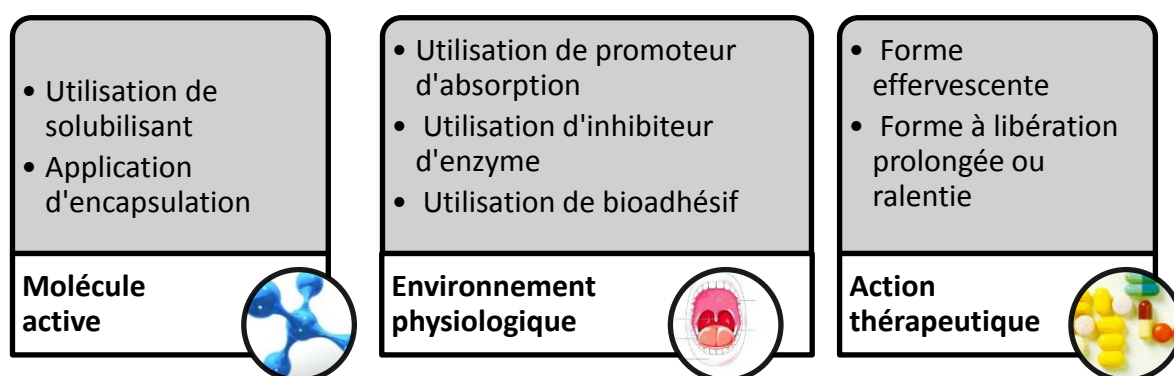 • Utilisation de
solubilisant
• Application
d'encapsulation
Molécule
active
• Utilisation de promoteur
d'absorption
• Utilisation d'inhibiteur
d'enzyme
• Utilisation de bioadhésif
Environnement
physiologique
• Forme
effervescente
• Forme à libération
prolongée ou
ralentie
Action
thérapeutique